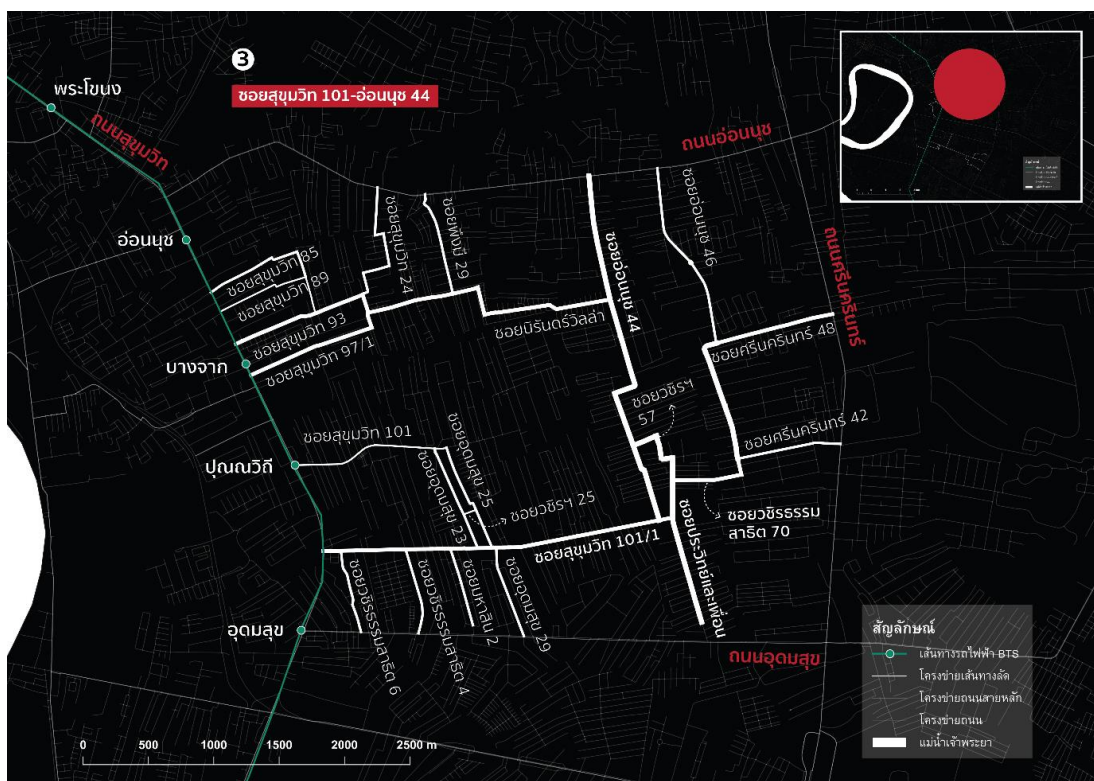 3
ซอยสุขุมวิท 101-อ่อนนุช 44
พระโขนง
ถนนสุขุมวิท
ถนนอ่อนนุช
อ่อนนุช
ซอยสุขุมวิท 85
ซอยสุขุมวิท 89
ซอยสุขุมวิท 24
ซอยพึ่งมี 29
ซอยอ่อนนุช 44
ซอยอ่อนนุช 46
ถนนศรีนครินทร์
ซอยสุขุมวิท 93
ซอยนิรันดร์วิลล่า
บางจาก
ซอยสุขุมวิท 97/1
ซอยศรีนครินทร์ 48
ซอยวชิรฯ
57
ซอยศรีนครินทร์ 42
ซอยสุขุมวิท 101
ปุณณวิถี
ซอยอุดมสุข 25
ซอยอุดมสุข 23
ซอยวชิรฯ 25
ซอยวชิรธรรม
สาธิต 70
ซอยสุขุมวิท 101/1
ซอยประวิทย์และเพื่อน
อุดมสุข
ซอยวชิรธรรมสาธิต 6
ซอยวชิรธรรมสาธิต 4
ซอยมหาสิน 2
ซอยอุดมสุข 29
ถนนอุดมสุข
สัญลักษณ์
เส้นทางรถไฟฟ้า BTS
โครงข่ายเส้นทางลัด
โครงข่ายถนนสายหลัก
โครงข่ายถนน
แม่น้ำเจ้าพระยา
0 500 1000 1500 2000 2500 m